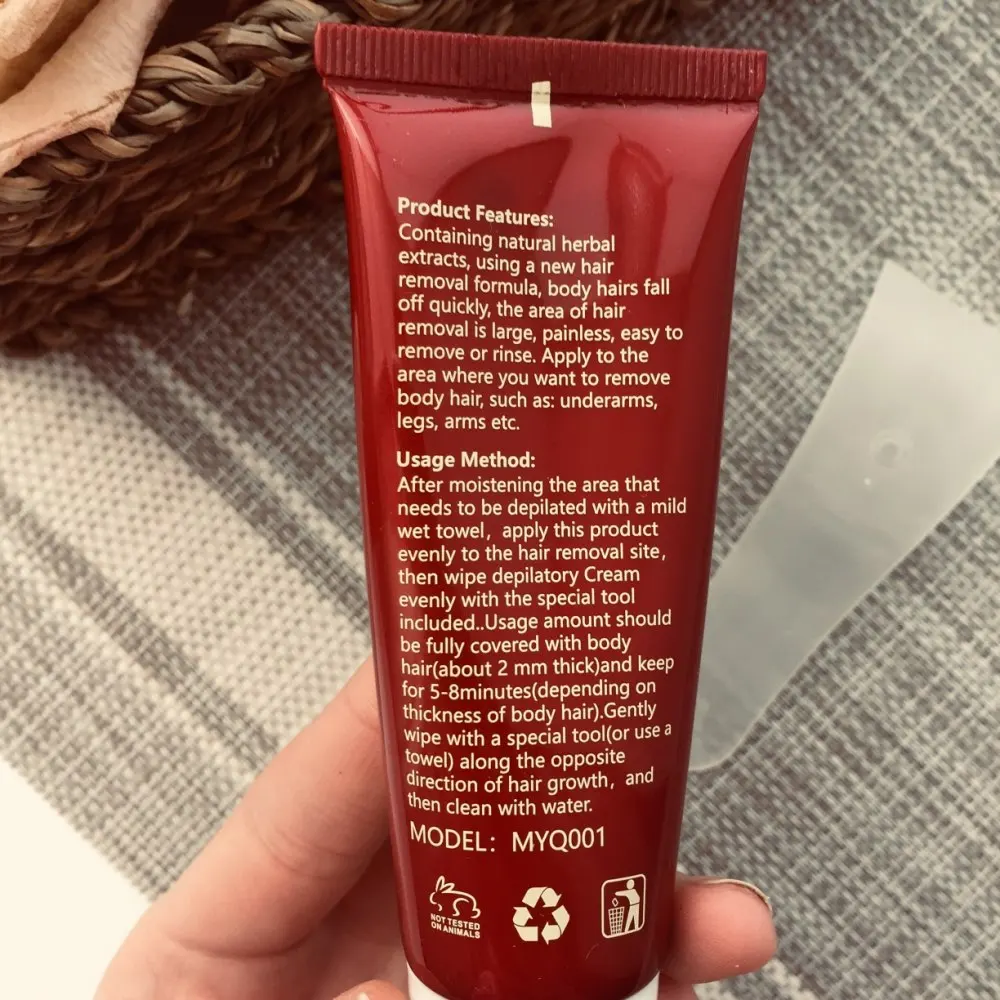 Product Features:
Containing natural herbal
extracts, using a new hair
removal formula, body hairs fall
off quickly, the area of hair
removal is large, painless, easy to
remove or rinse. Apply to the
area where you want to remove
body hair, such as: underarms,
legs, arms etc.
Usage Method:
After moistening the area that
needs to be depilated with a mild
wet towel, apply this product
evenly to the hair removal site,
then wipe depilatory Cream
evenly with the special tool
included..Usage amount should
be fully covered with body
hair(about 2 mm thick)and keep
for 5-8minutes(depending on
thickness of body hair).Gently
wipe with a special tool(or use a
towel) along the opposite
direction of hair growth, and
then clean with water.
MODEL: MYQ001
NOT TESTED
ON ANIMALS